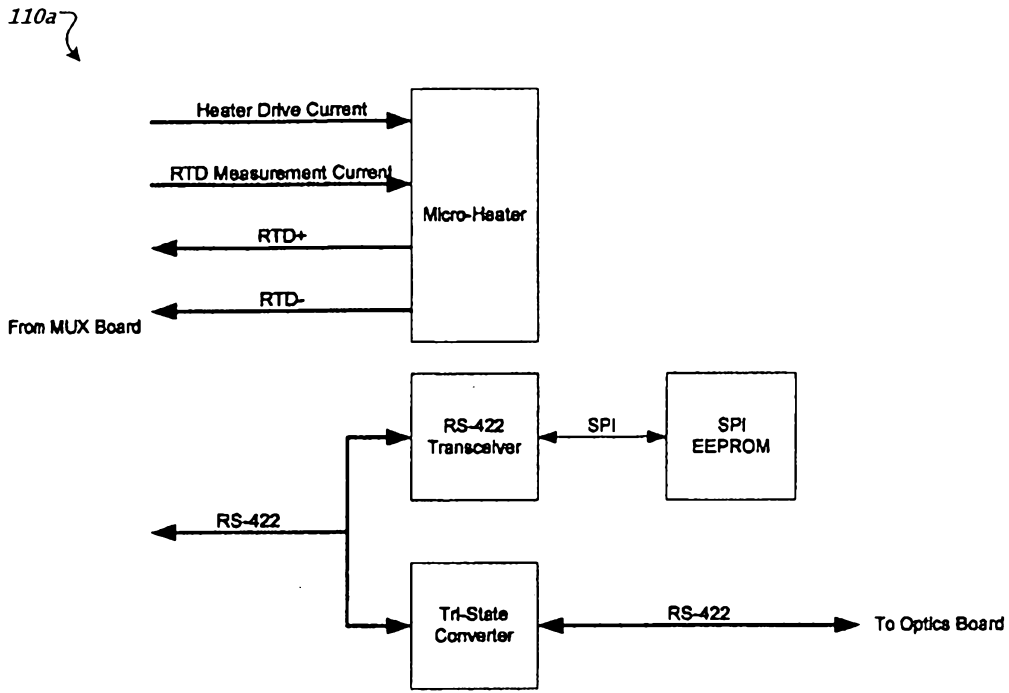 110a
Heater Drive Current
RTD Measurement Current
Micro-Heater
RTD+
RTD-
From MUX Board
RS-422
Transceiver
SPI
SPI
EEPROM
RS-422
Tri-State
Converter
RS-422
To Optics Board